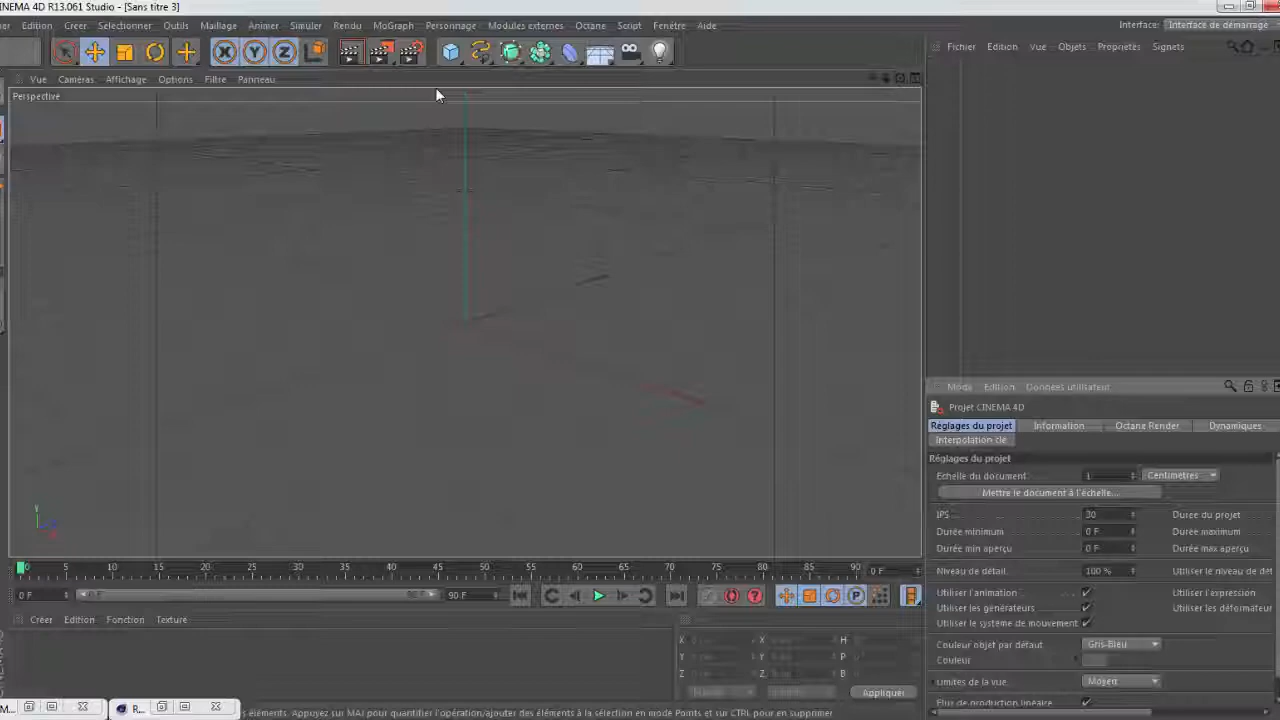 CINEMA 4D R13.061 Studio - [Sans titre 3]
Edition Créer Sélectionner Outils Maillage Animer Simuler Rendu MoGraph Personnage Modules externes Octane Script Fenêtre Aide
Interface: Interface de démarrage
Fichier Edition Vue Objets Propriétés Signets
X Y Z
Vue Caméras Affichage Options Filtre Panneau
Perspective
Y
Mode Edition Données utilisateur
Projet CINEMA 4D
Réglages du projet Information Octane Render Dynamiques
Interpolation clé
Réglages du projet
Echelle du document 1 Centimètres
Mettre le document à l'échelle...
IPS 30 Durée du projet
Durée minimum 0 F Durée maximum
Durée min aperçu 0 F Durée max aperçu
Niveau de détail 100 % Utiliser le niveau de dét
Utiliser l'animation Utiliser l'expression
Utiliser les générateurs Utiliser les déformateur
Utiliser le système de mouvement
Couleur objet par défaut Gris-Bleu
Couleur
Limites de la vue Moyen
Flux de production linéaire
0 5 10 15 20 25 30 35 40 45 50 55 60 65 70 75 80 85 90 0 F
0 F 0 F 90 F 90 F
P
Créer Edition Fonction Texture
X X H
Y Y P
Z Z B
Appliquer
CINEMA 4D
M... R...
éléments. Appuyez sur MAJ pour quantifier l'opération/ajouter des éléments à la sélection en mode Points et sur CTRL pour en supprimer